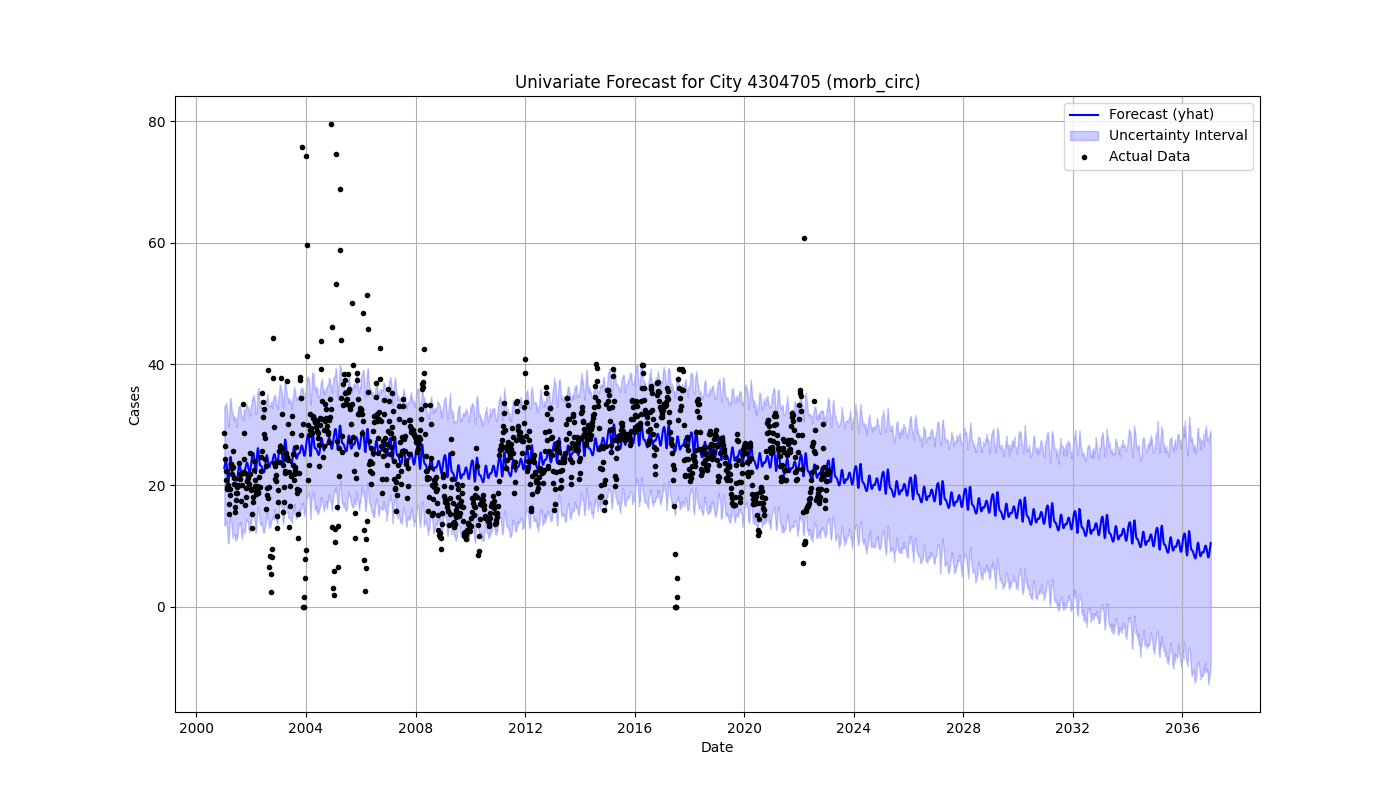 Univariate Forecast for City 4304705 (morb_circ)
Forecast (yhat)
Uncertainty Interval
Actual Data
80
60
40
20
0
Cases
2000 2004 2008 2012 2016 2020 2024 2028 2032 2036
Date